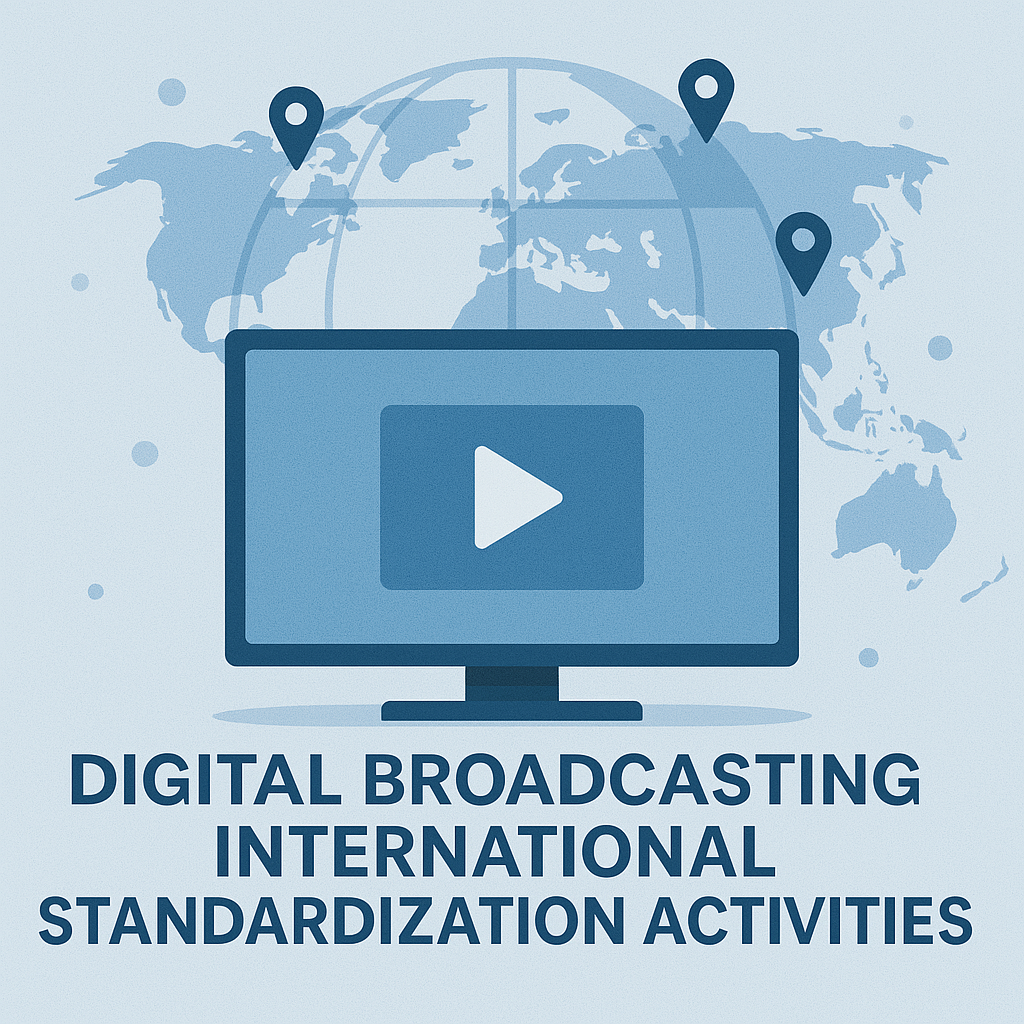 DIGITAL BROADCASTING
INTERNATIONAL
STANDARDIZATION ACTIVITIES